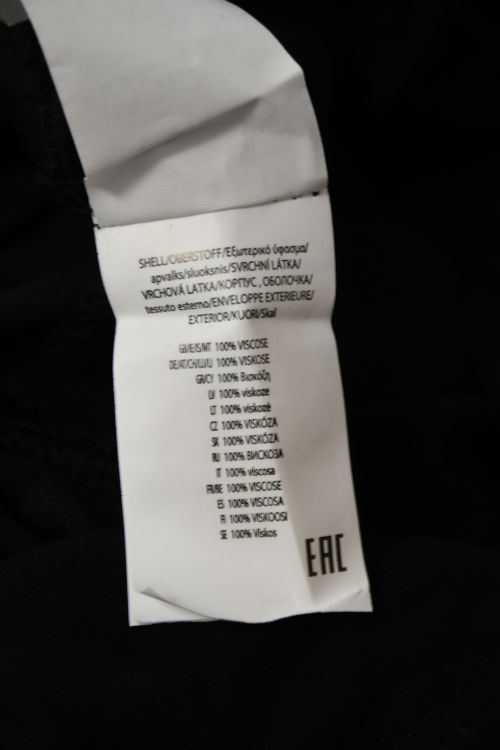 SHELL/OBERSTOFF/Εξωτερικό ύφασμα/
apvalks/sluoksnis/SVRCHNÍ LÁTKA/
VRCHOVÁ LATKA/КОРПУС , ОБОЛОЧКА/
tessuto esterno/ENVELOPPE EXTERIEURE/
EXTERIOR/KUORI/Skal
GB/IE/IS/MT 100% VISCOSE
DE/AT/CH/LI/LU 100% VISKOSE
GR/CY 100% Βισκόζη
LV 100% viskoze
LT 100% viskozė
CZ 100% VISKÓZA
SK 100% VISKÓZA
RU 100% ВИСКОЗА
IT 100% viscosa
FR/BE 100% VISCOSE
ES 100% VISCOSA
FI 100% VISKOOSI
SE 100% Viskos
EAC